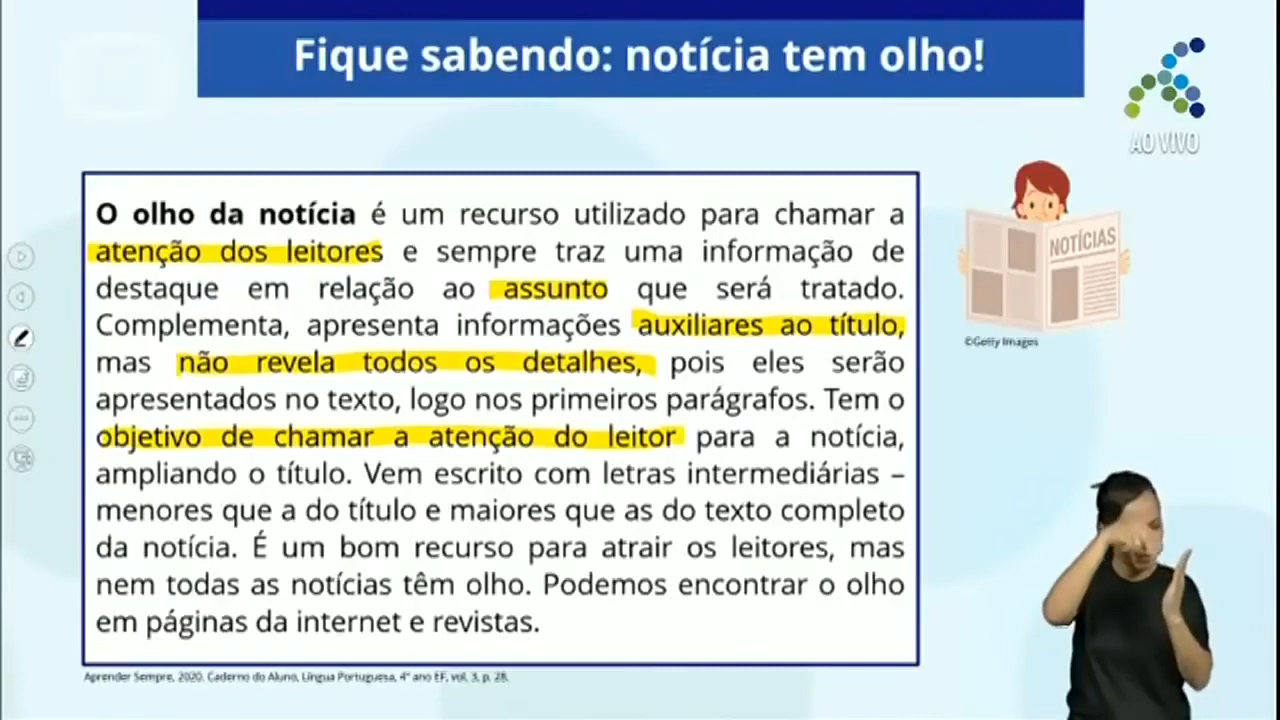 Fique sabendo: notícia tem olho!
AO VIVO
O olho da notícia é um recurso utilizado para chamar a
atenção dos leitores e sempre traz uma informação de
destaque em relação ao assunto que será tratado.
Complementa, apresenta informações auxiliares ao título,
mas não revela todos os detalhes, pois eles serão
apresentados no texto, logo nos primeiros parágrafos. Tem o
objetivo de chamar a atenção do leitor para a notícia,
ampliando o título. Vem escrito com letras intermediárias –
menores que a do título e maiores que as do texto completo
da notícia. É um bom recurso para atrair os leitores, mas
nem todas as notícias têm olho. Podemos encontrar o olho
em páginas da internet e revistas.
NOTÍCIAS
©Getty Images
Aprender Sempre, 2020. Caderno do Aluno, Língua Portuguesa, 4° ano EF, vol. 3, p. 28.